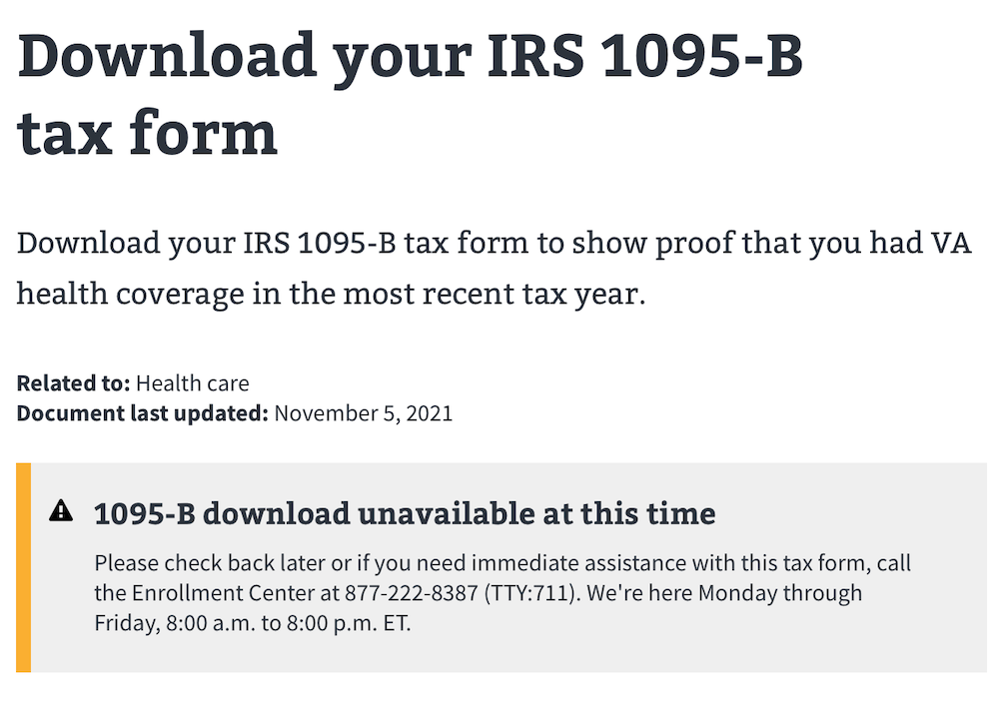 Download your IRS 1095-B
tax form
Download your IRS 1095-B tax form to show proof that you had VA
health coverage in the most recent tax year.
Related to: Health care
Document last updated: November 5, 2021
1095-B download unavailable at this time
Please check back later or if you need immediate assistance with this tax form, call
the Enrollment Center at 877-222-8387 (TTY:711). We're here Monday through
Friday, 8:00 a.m. to 8:00 p.m. ET.